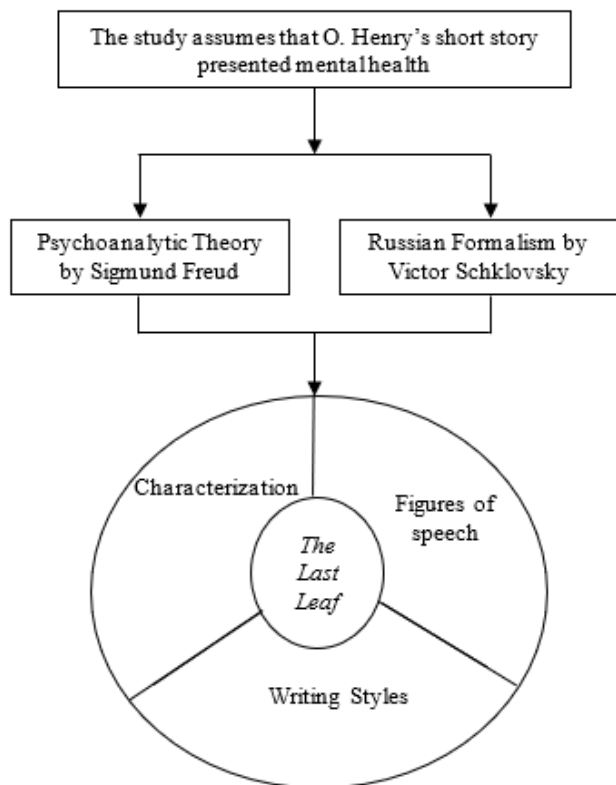 The study assumes that O. Henry's short story
presented mental health
Psychoanalytic Theory
by Sigmund Freud
Russian Formalism by
Victor Schklovsky
Characterization
Figures of
speech
The
Last
Leaf
Writing Styles